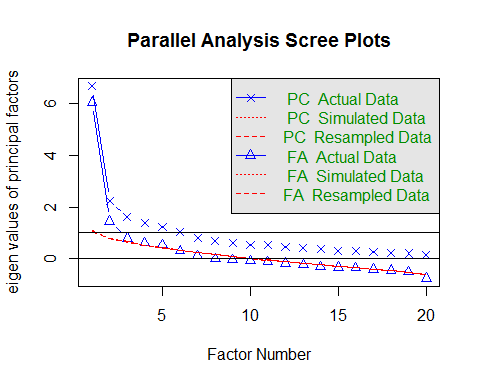 Parallel Analysis Scree Plots
eigen values of principal factors
6
4
2
0
PC  Actual Data
PC  Simulated Data
PC  Resampled Data
FA  Actual Data
FA  Simulated Data
FA  Resampled Data
5 10 15 20
Factor Number